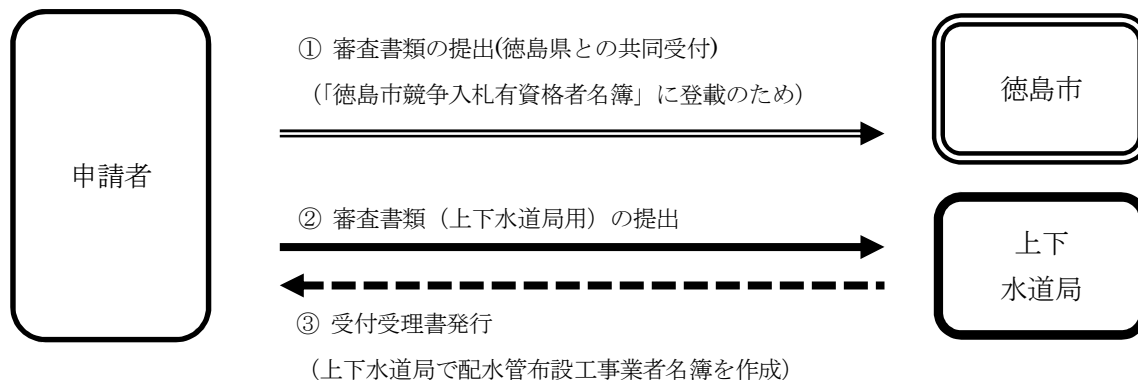 ① 審査書類の提出(徳島県との共同受付)
（「徳島市競争入札有資格者名簿」に登載のため）
徳島市
申請者
② 審査書類（上下水道局用）の提出
上下
水道局
③ 受付受理書発行
（上下水道局で配水管布設工事業者名簿を作成）